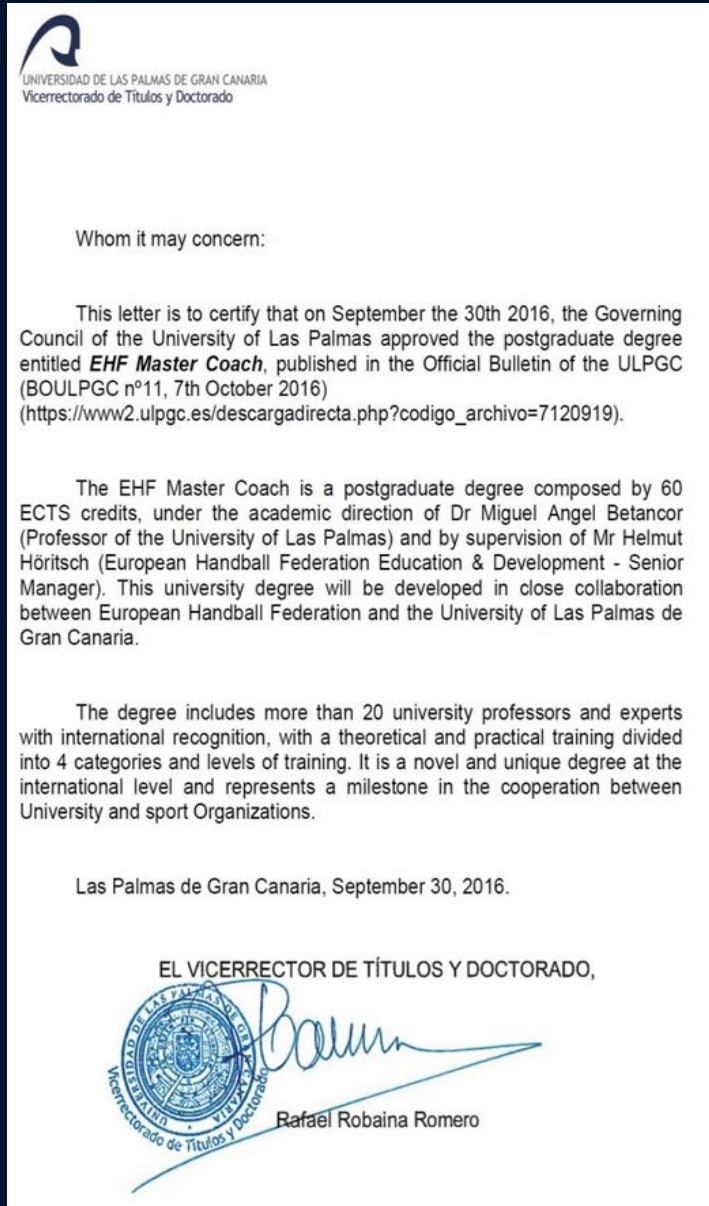 UNIVERSIDAD DE LAS PALMAS DE GRAN CANARIA
Vicerrectorado de Títulos y Doctorado
Whom it may concern:
This letter is to certify that on September the 30th 2016, the Governing
Council of the University of Las Palmas approved the postgraduate degree
entitled EHF Master Coach, published in the Official Bulletin of the ULPGC
(BOULPGC nº11, 7th October 2016)
(https://www2.ulpgc.es/descargadirecta.php?codigo_archivo=7120919).
The EHF Master Coach is a postgraduate degree composed by 60
ECTS credits, under the academic direction of Dr Miguel Angel Betancor
(Professor of the University of Las Palmas) and by supervision of Mr Helmut
Höritsch (European Handball Federation Education & Development - Senior
Manager). This university degree will be developed in close collaboration
between European Handball Federation and the University of Las Palmas de
Gran Canaria.
The degree includes more than 20 university professors and experts
with international recognition, with a theoretical and practical training divided
into 4 categories and levels of training. It is a novel and unique degree at the
international level and represents a milestone in the cooperation between
University and sport Organizations.
Las Palmas de Gran Canaria, September 30, 2016.
EL VICERRECTOR DE TÍTULOS Y DOCTORADO,
UNIVERSIDAD DE LAS PALMAS DE GRAN CANARIA
Vicerrectorado de Títulos y Doctorado
Rafael Robaina Romero